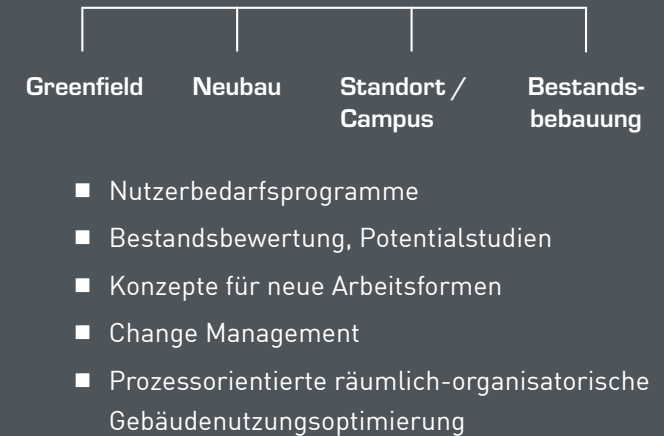 Greenfield Neubau Standort / Bestands-
Campus bebauung
■ Nutzerbedarfsprogramme
■ Bestandsbewertung, Potentialstudien
■ Konzepte für neue Arbeitsformen
■ Change Management
■ Prozessorientierte räumlich-organisatorische
Gebäudenutzungsoptimierung